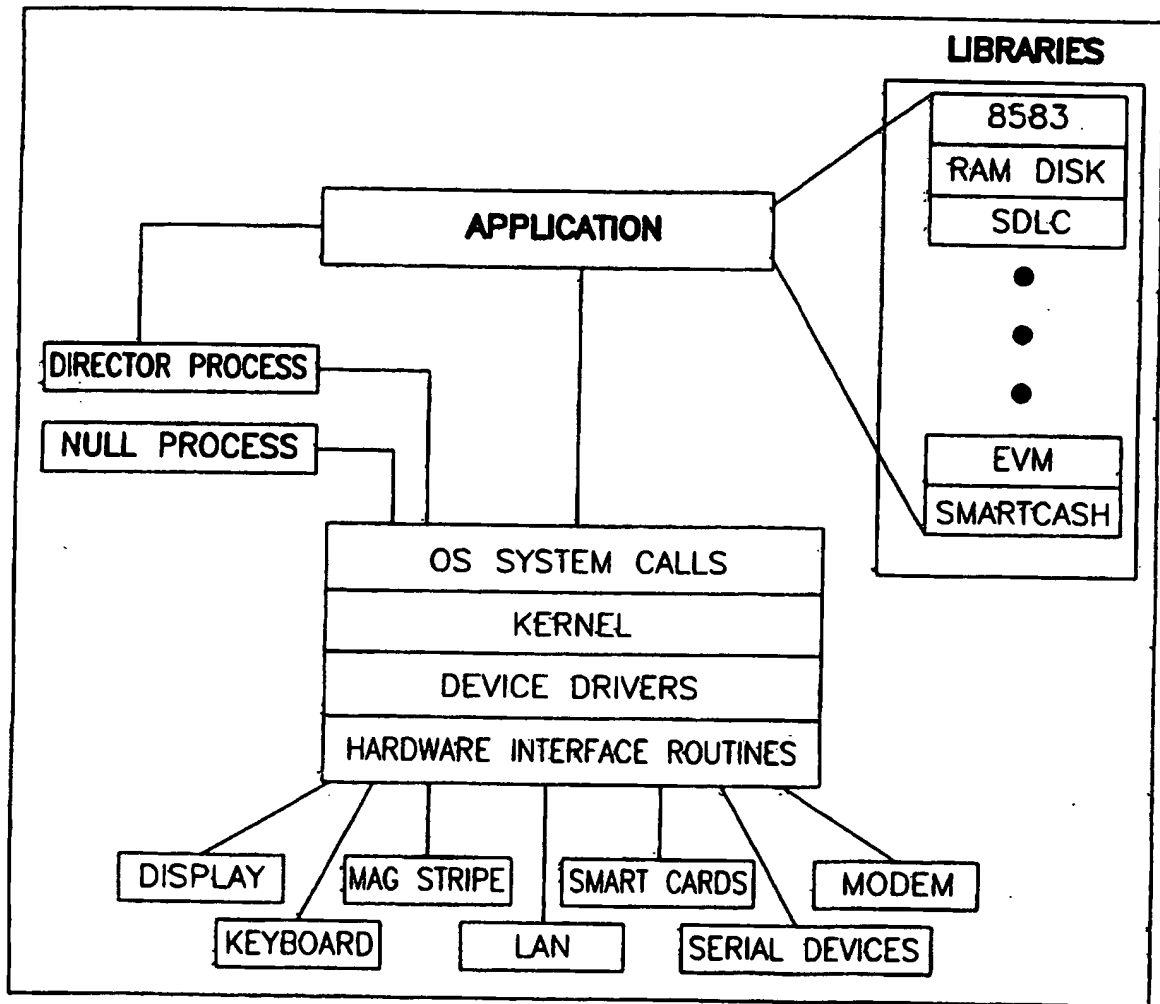 LIBRARIES
8583
RAM DISK
SDLC
EVM
SMARTCASH
APPLICATION
DIRECTOR PROCESS
NULL PROCESS
OS SYSTEM CALLS
KERNEL
DEVICE DRIVERS
HARDWARE INTERFACE ROUTINES
DISPLAY
MAG STRIPE
SMART CARDS
MODEM
KEYBOARD
LAN
SERIAL DEVICES